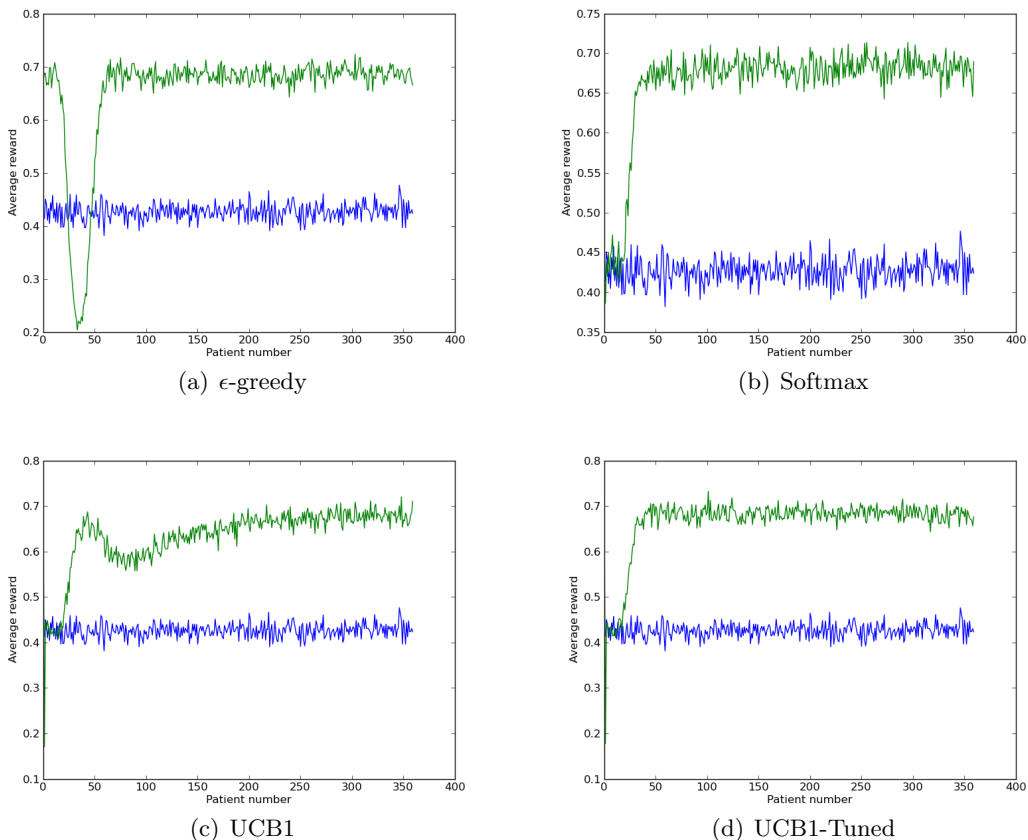 0.8
0.7
0.6
0.5
0.4
0.3
0.2
Average reward
0 50 100 150 200 250 300 350 400
Patient number
(a) ϵ-greedy
0.75
0.70
0.65
0.60
0.55
0.50
0.45
0.40
0.35
Average reward
0 50 100 150 200 250 300 350 400
Patient number
(b) Softmax
0.8
0.7
0.6
0.5
0.4
0.3
0.2
0.1
Average reward
0 50 100 150 200 250 300 350 400
Patient number
(c) UCB1
0.8
0.7
0.6
0.5
0.4
0.3
0.2
0.1
Average reward
0 50 100 150 200 250 300 350 400
Patient number
(d) UCB1-Tuned